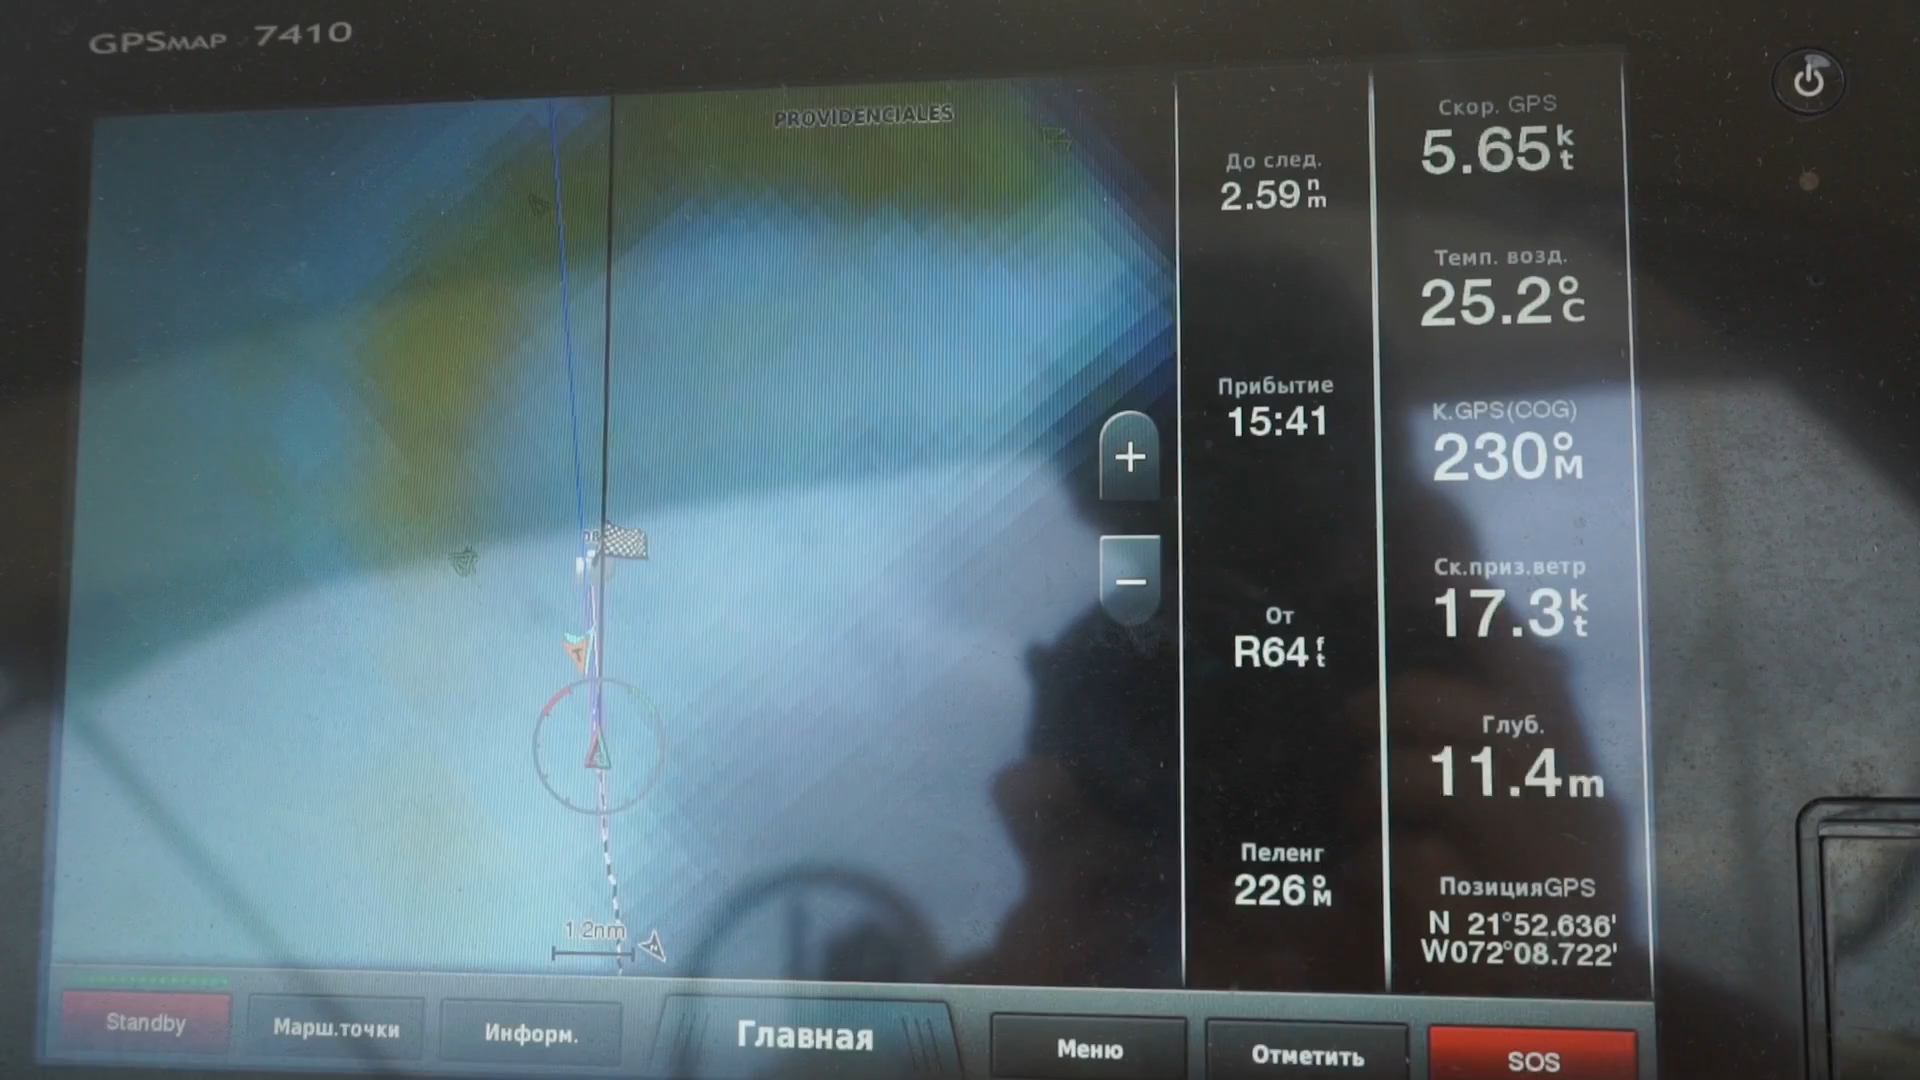 GPSMAP 7410
PROVIDENCIALES
1.2nm
До след.
2.59 nm
Прибытие
15:41
От
R64 ft
Пеленг
226°M
Скор. GPS
5.65 kt
Темп. возд.
25.2°C
К.GPS(COG)
230°M
Ск.приз.ветр
17.3 kt
Глуб.
11.4m
ПозицияGPS
N 21°52.636'
W072°08.722'
Standby
Марш.точки
Информ.
Главная
Меню
Отметить
SOS